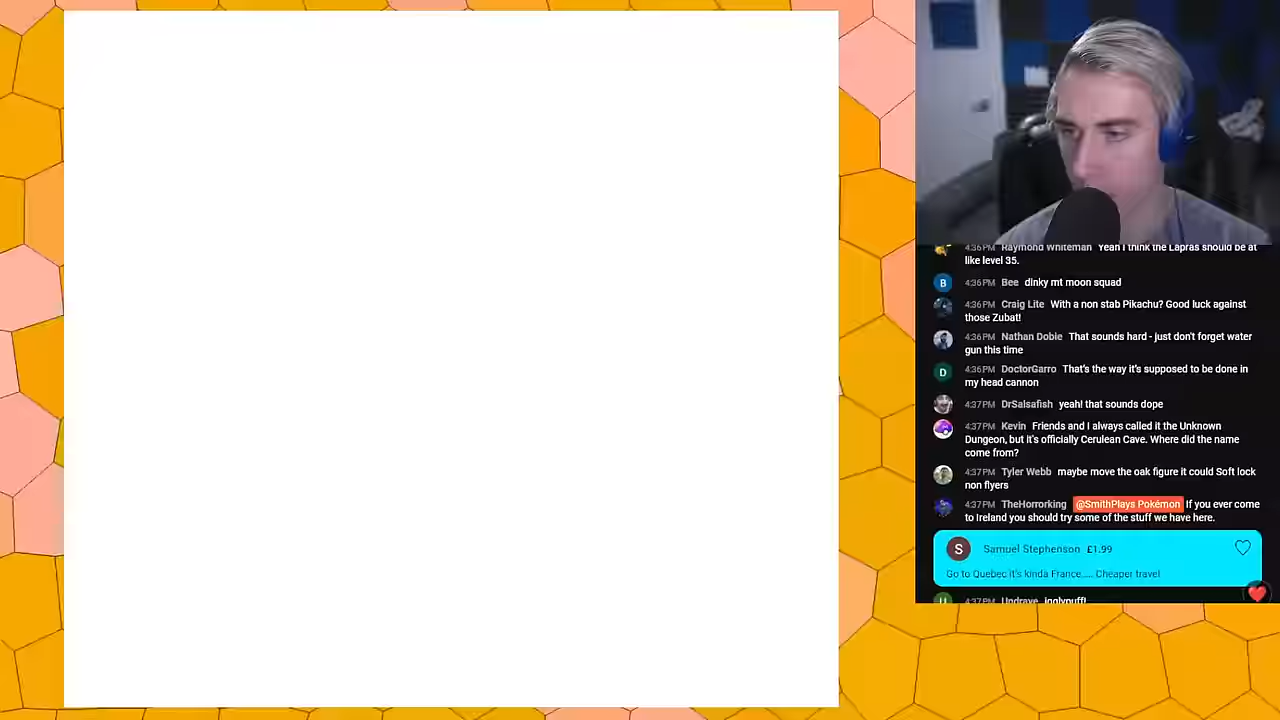 4:36PM Raymond Whiteman Yeah I think the Lapras should be at
like level 35.
B 4:36PM Bee dinky mt moon squad
4:36PM Craig Lite With a non stab Pikachu? Good luck against
those Zubat!
4:36PM Nathan Dobie That sounds hard - just don't forget water
gun this time
D 4:36PM DoctorGarro That's the way it's supposed to be done in
my head cannon
4:37PM DrSalsafish yeah! that sounds dope
4:37PM Kevin Friends and I always called it the Unknown
Dungeon, but it's officially Cerulean Cave. Where did the name
come from?
4:37PM Tyler Webb maybe move the oak figure it could Soft lock
non flyers
4:37PM TheHorrorking @SmithPlays Pokémon If you ever come
to Ireland you should try some of the stuff we have here.
S Samuel Stephenson £1.99
Go to Quebec it's kinda France..... Cheaper travel
U 4:37PM Undrave igglypuff!